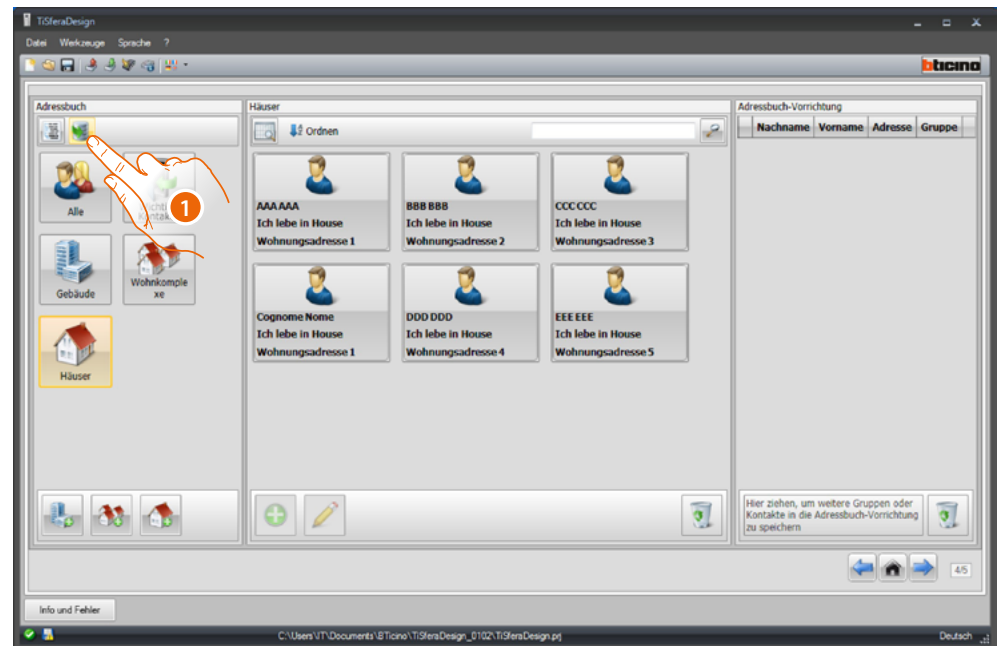 TiSferaDesign
Datei Werkzeuge Sprache ?
bticino
Adressbuch
Alle
Gebäude
Wohnkomple
xe
Häuser
1
Häuser
Ordnen
AAA AAA
Ich lebe in House
Wohnungsadresse 1
BBB BBB
Ich lebe in House
Wohnungsadresse 2
CCC CCC
Ich lebe in House
Wohnungsadresse 3
Cognome Nome
Ich lebe in House
Wohnungsadresse 1
DDD DDD
Ich lebe in House
Wohnungsadresse 4
EEE EEE
Ich lebe in House
Wohnungsadresse 5
Adressbuch-Vorrichtung
Nachname Vorname Adresse Gruppe
Hier ziehen, um weitere Gruppen oder
Kontakte in die Adressbuch-Vorrichtung
zu speichern
4/5
Info und Fehler
C:\Users\IT\Documents\BTicino\TiSferaDesign_0102\TiSferaDesign.prj
Deutsch